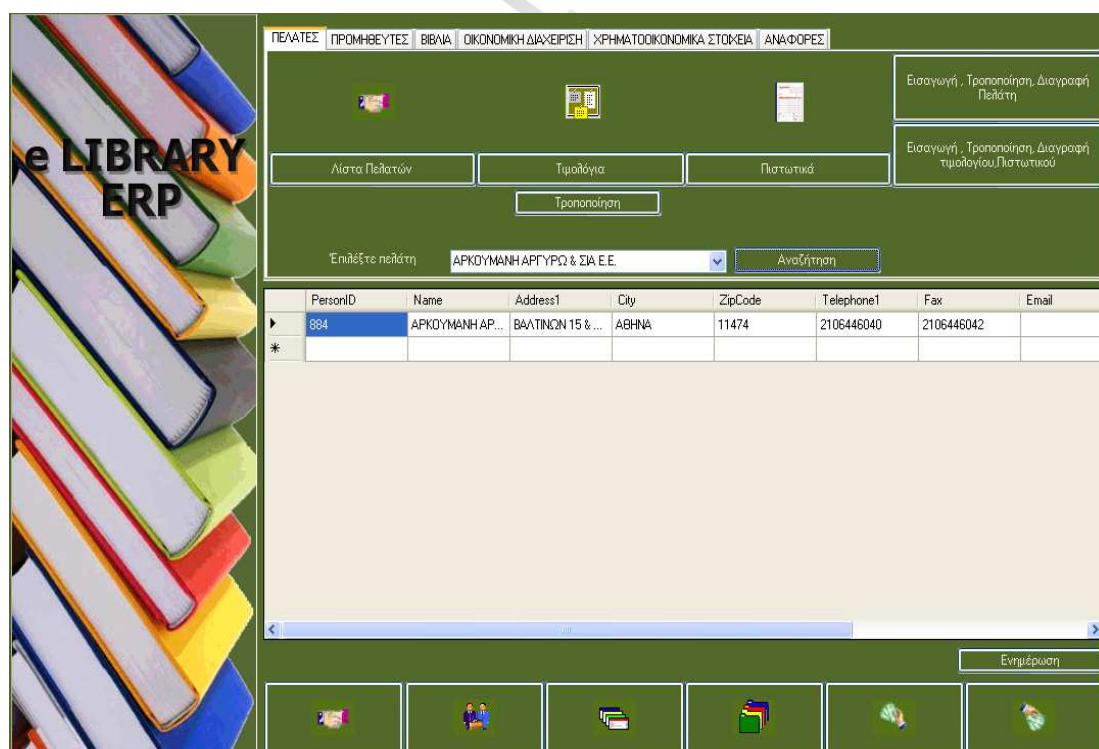 e LIBRARY
ERP
ΠΕΛΑΤΕΣ ΠΡΟΜΗΘΕΥΤΕΣ ΒΙΒΛΙΑ ΟΙΚΟΝΟΜΙΚΗ ΔΙΑΧΕΙΡΙΣΗ ΧΡΗΜΑΤΟΟΙΚΟΝΟΜΙΚΑ ΣΤΟΙΧΕΙΑ ΑΝΑΦΟΡΕΣ
Εισαγωγή , Τροποποίηση, Διαγραφή
Πελάτη
Εισαγωγή , Τροποποίηση, Διαγραφή
τιμολογίου,Πιστωτικού
Λίστα Πελατών Τιμολόγια Πιστωτικά
Τροποποίηση
Έπιλέξτε πελάτη ΑΡΚΟΥΜΑΝΗ ΑΡΓΥΡΩ & ΣΙΑ Ε.Ε. Αναζήτηση
PersonID Name Address1 City ZipCode Telephone1 Fax Email
884 ΑΡΚΟΥΜΑΝΗ ΑΡ... ΒΑΛΤΙΝΩΝ 15 & ... ΑΘΗΝΑ 11474 2106446040 2106446042
Ενημέρωση